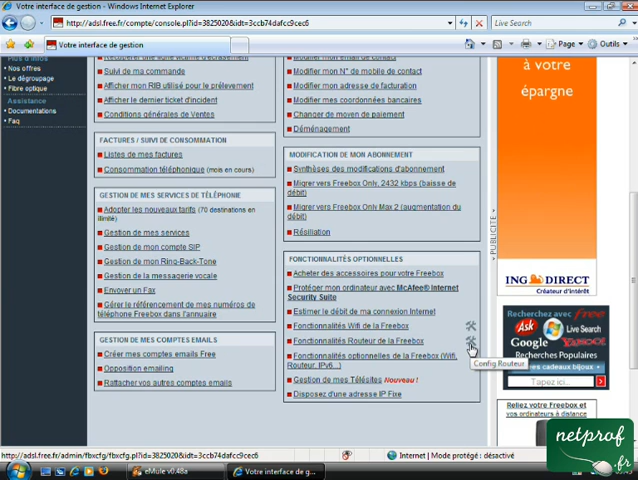 Votre interface de gestion - Windows Internet Explorer
http://adsl.free.fr/compte/console.pl?id=3825020&idt=3ccb74dafcc9cec6
Live Search
Votre interface de gestion
Page
Outils
Plus d'infos
Nos offres
Le dégroupage
Fibre optique
Assistance
Documentations
Faq
Suivi de ma commande
Afficher mon RIB utilisé pour le prélèvement
Afficher le dernier ticket d'incident
Conditions générales de Ventes
FACTURES / SUIVI DE CONSOMMATION
Listes de mes factures
Consommation téléphonique (mois en cours)
GESTION DE MES SERVICES DE TÉLÉPHONIE
Adopter les nouveaux tarifs (70 destinations en
illimité)
Gestion de mes services
Gestion de mon compte SIP
Gestion de mon Ring-Back-Tone
Gestion de la messagerie vocale
Envoyer un Fax
Gérer le référencement de mes numéros de
téléphone Freebox dans l'annuaire
GESTION DE MES COMPTES EMAILS
Créer mes comptes emails Free
Opposition emailing
Rattacher vos autres comptes emails
Modifier mon email de contact
Modifier mon N° de mobile de contact
Modifier mon adresse de facturation
Modifier mes coordonnées bancaires
Changer de moyen de paiement
Déménagement
MODIFICATION DE MON ABONNEMENT
Synthèses des modifications d'abonnement
Migrer vers Freebox Only, 2432 kbps (baisse de
débit)
Migrer vers Freebox Only Max 2 (augmentation du
débit)
Résiliation
FONCTIONNALITÉS OPTIONNELLES
Acheter des accessoires pour votre Freebox
Protéger mon ordinateur avec McAfee® Internet
Security Suite
Estimer le débit de ma connexion Internet
Fonctionnalités Wifi de la Freebox
Fonctionnalités Routeur de la Freebox
Fonctionnalités optionnelles de la Freebox (Wifi,
Routeur, IPv6...)
Gestion de mes Télésites Nouveau !
Disposez d'une adresse IP Fixe
Config Routeur
PUBLICITE
à votre
épargne
ING DIRECT
Créateur d'Intérêt
Recherchez avec free
Ask
Live Search
Google
YAHOO!
Recherches Populaires
cadeaux bijoux
Tapez ici...
Reliez votre Freebox et
vos ordinateurs à distance
http://adsl.free.fr/admin/fbxcfg/fbxcfg.pl?id=3825020&idt=3ccb74dafcc9cec6
Internet | Mode protégé : désactivé
eMule v0.48a
Votre interface de g...
netprof
.fr